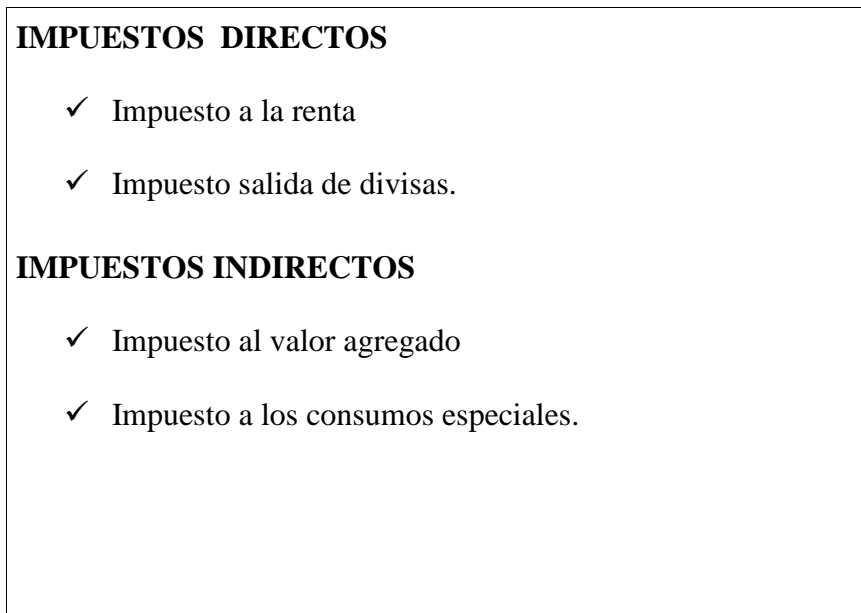 IMPUESTOS DIRECTOS
✓ Impuesto a la renta
✓ Impuesto salida de divisas.
IMPUESTOS INDIRECTOS
✓ Impuesto al valor agregado
✓ Impuesto a los consumos especiales.